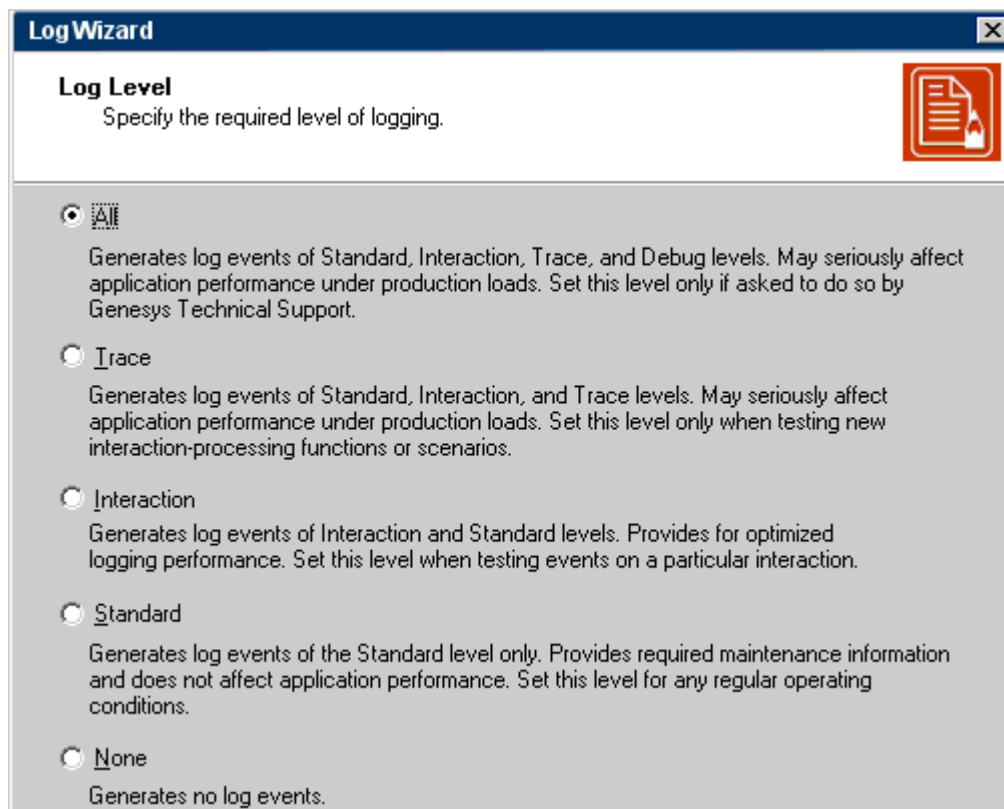 Log Wizard
Log Level
Specify the required level of logging.
All
Generates log events of Standard, Interaction, Trace, and Debug levels. May seriously affect
application performance under production loads. Set this level only if asked to do so by
Genesys Technical Support.
Trace
Generates log events of Standard, Interaction, and Trace levels. May seriously affect
application performance under production loads. Set this level only when testing new
interaction-processing functions or scenarios.
Interaction
Generates log events of Interaction and Standard levels. Provides for optimized
logging performance. Set this level when testing events on a particular interaction.
Standard
Generates log events of the Standard level only. Provides required maintenance information
and does not affect application performance. Set this level for any regular operating
conditions.
None
Generates no log events.